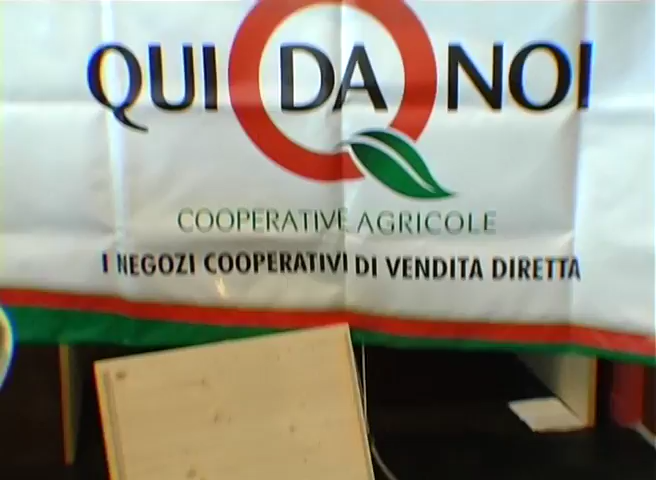 QUI DA NOI
COOPERATIVE AGRICOLE
I NEGOZI COOPERATIVI DI VENDITA DIRETTA